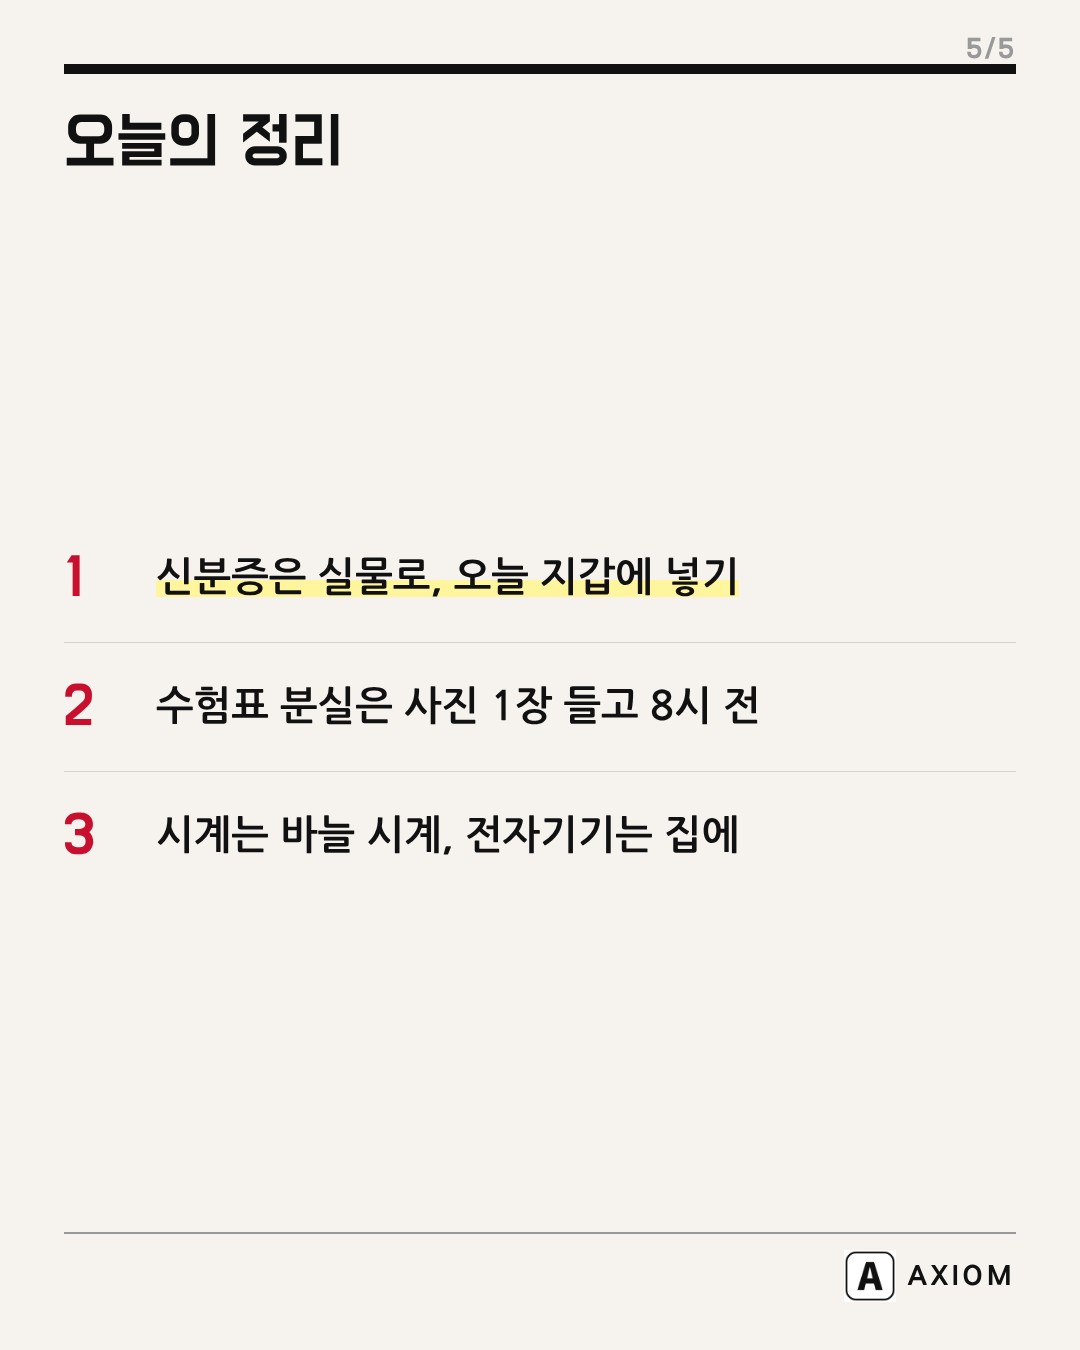 5/5
오늘의 정리
1 신분증은 실물로, 오늘 지갑에 넣기
2 수험표 분실은 사진 1장 들고 8시 전
3 시계는 바늘 시계, 전자기기는 집에
A AXIOM